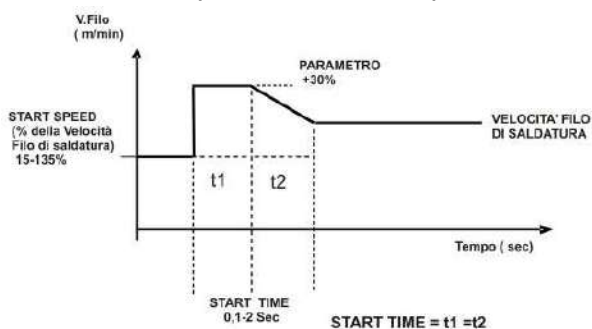 V.Filo
( m/min)
PARAMETRO
+30%
START SPEED
(% della Velocità
Filo di saldatura)
15-135%
VELOCITA' FILO
DI SALDATURA
t1
t2
Tempo ( sec)
START TIME
0,1-2 Sec
START TIME = t1 =t2